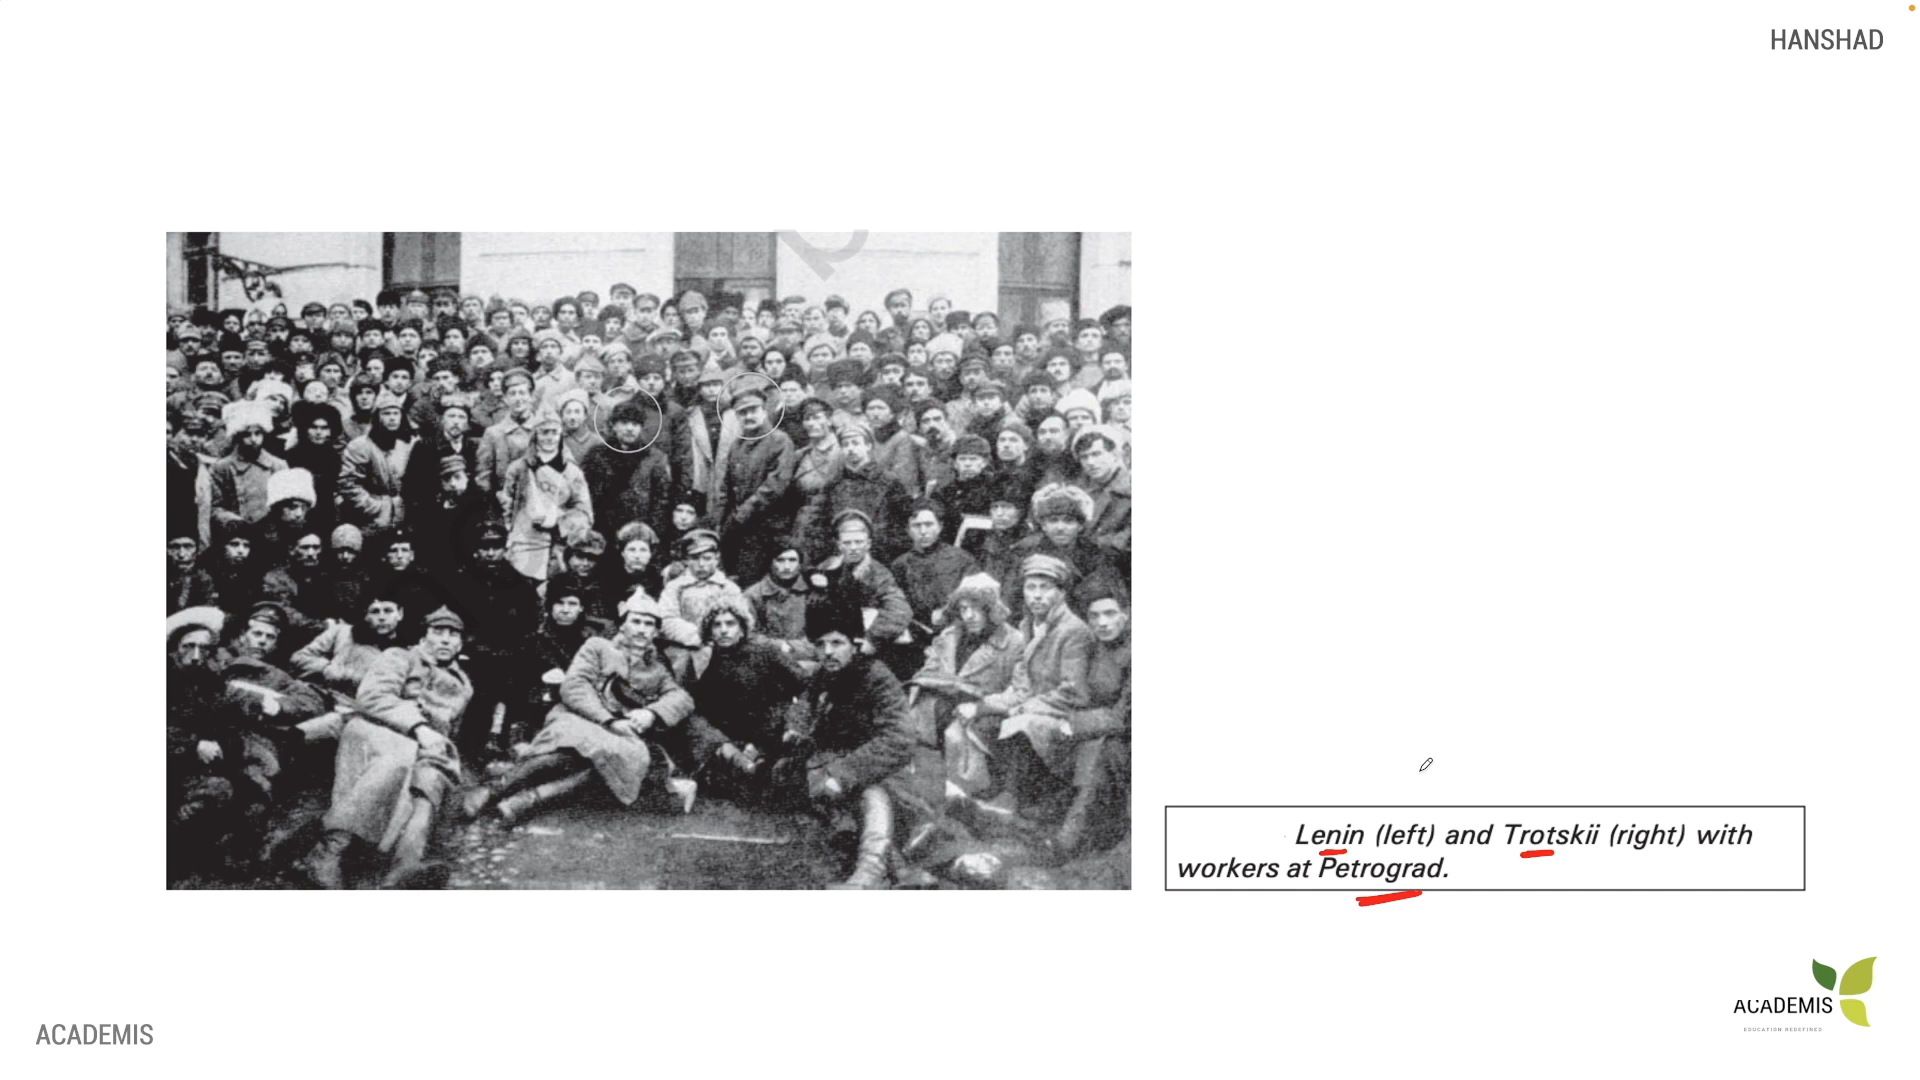 HANSHAD
Lenin (left) and Trotskii (right) with
workers at Petrograd.
ACADEMIS
EDUCATION REDEFINED
ACADEMIS